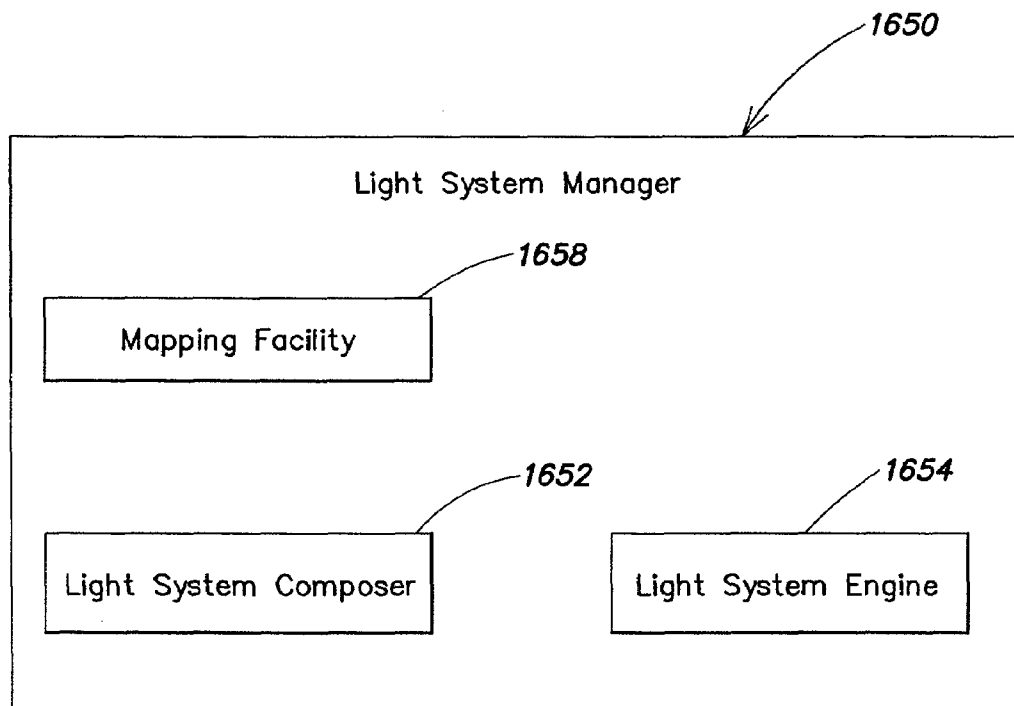 1650
Light System Manager
1658
Mapping Facility
1652
1654
Light System Composer
Light System Engine